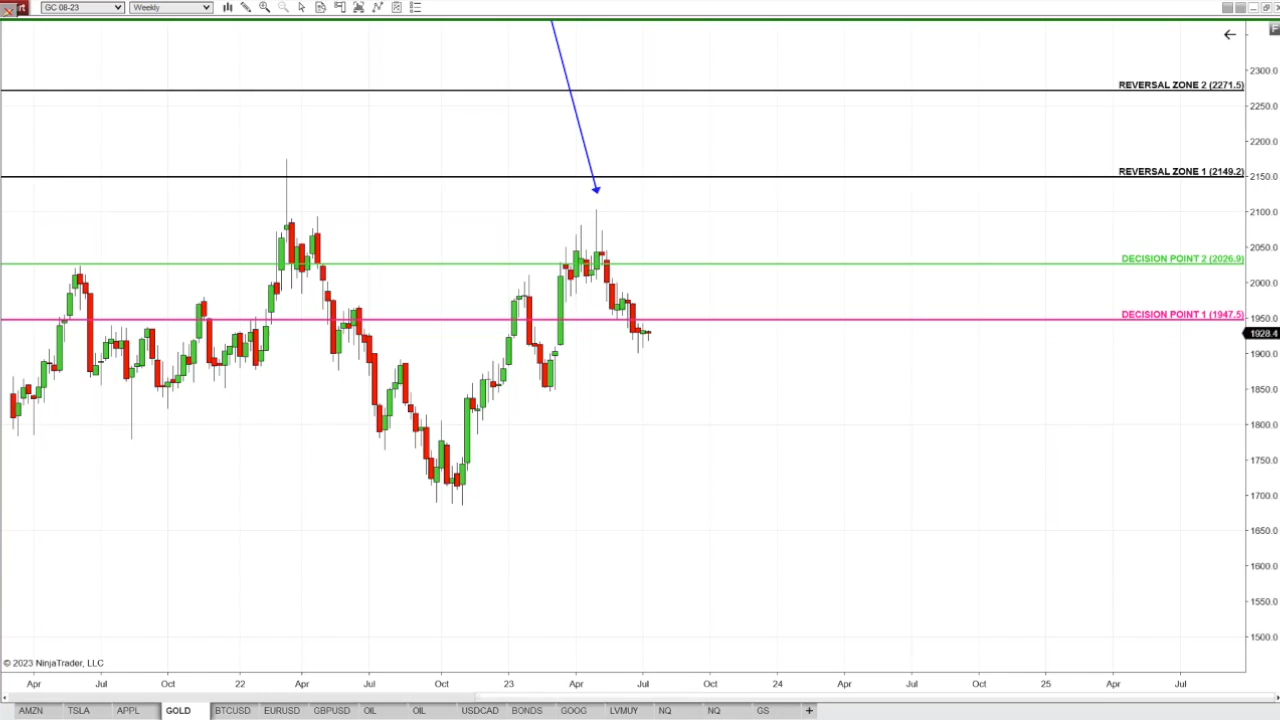 rt GC 08-23 Weekly
F
2300.0
REVERSAL ZONE 2 (2271.5)
2250.0
2200.0
REVERSAL ZONE 1 (2149.2)
2150.0
2100.0
2050.0
DECISION POINT 2 (2026.9)
2000.0
DECISION POINT 1 (1947.5)
1950.0
1928.4
1900.0
1850.0
1800.0
1750.0
1700.0
1650.0
1600.0
1550.0
1500.0
© 2023 NinjaTrader, LLC
Apr Jul Oct 22 Apr Jul Oct 23 Apr Jul Oct 24 Apr Jul Oct 25 Apr Jul
AMZN TSLA APPL GOLD BTCUSD EURUSD GBPUSD OIL OIL USDCAD BONDS GOOG LVMUY NQ NQ GS +